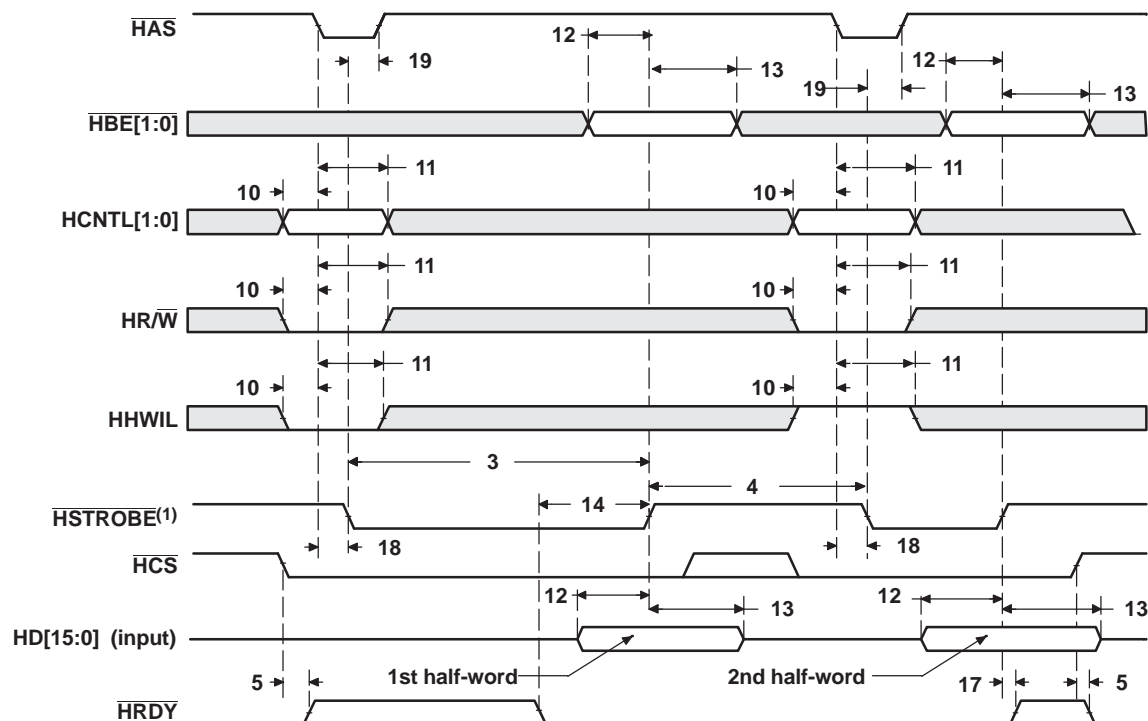 HAS
12
12
19
13
19
13
HBE[1:0]
11
11
10
10
HCNTL[1:0]
11
11
10
10
HR/W
11
11
10
10
HHWIL
3
4
14
HSTROBE(1)
18
18
HCS
12
13
12
13
HD[15:0] (input)
1st half-word
2nd half-word
5
17
5
HRDY